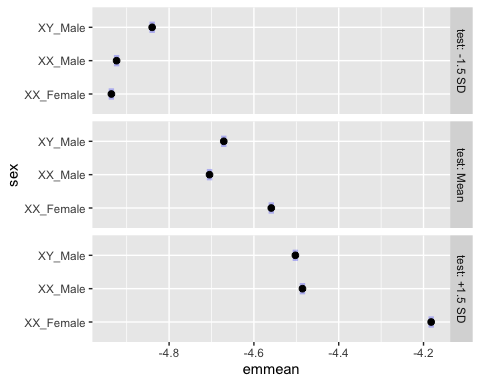 XY_Male
XX_Male
XX_Female
test: -1.5 SD
XY_Male
XX_Male
XX_Female
test: Mean
XY_Male
XX_Male
XX_Female
test: +1.5 SD
sex
-4.8 -4.6 -4.4 -4.2
emmean